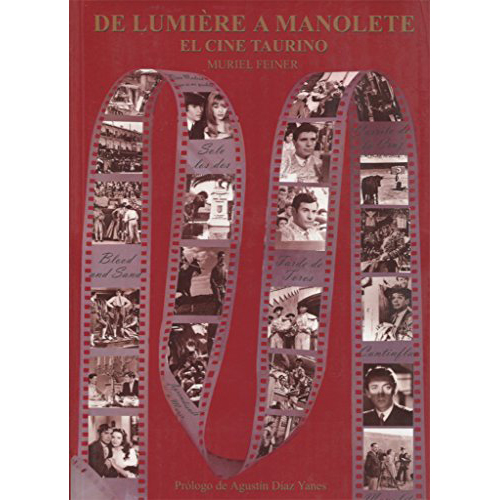 DE LUMIÈRE A MANOLETE
EL CINE TAURINO
MURIEL FEINER
Solo
los dos
Blood
and Sand
Tarde de
Toros
Cantinflas
Prólogo de Agustín Díaz Yanes